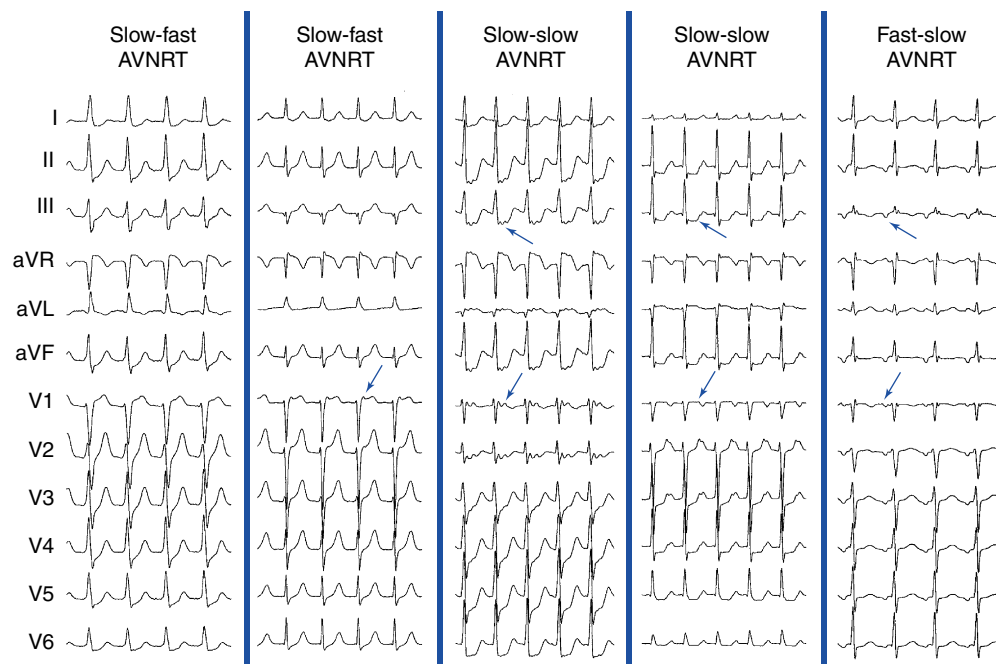 Slow-fast
AVNRT
Slow-fast
AVNRT
Slow-slow
AVNRT
Slow-slow
AVNRT
Fast-slow
AVNRT
I
II
III
aVR
aVL
aVF
V1
V2
V3
V4
V5
V6